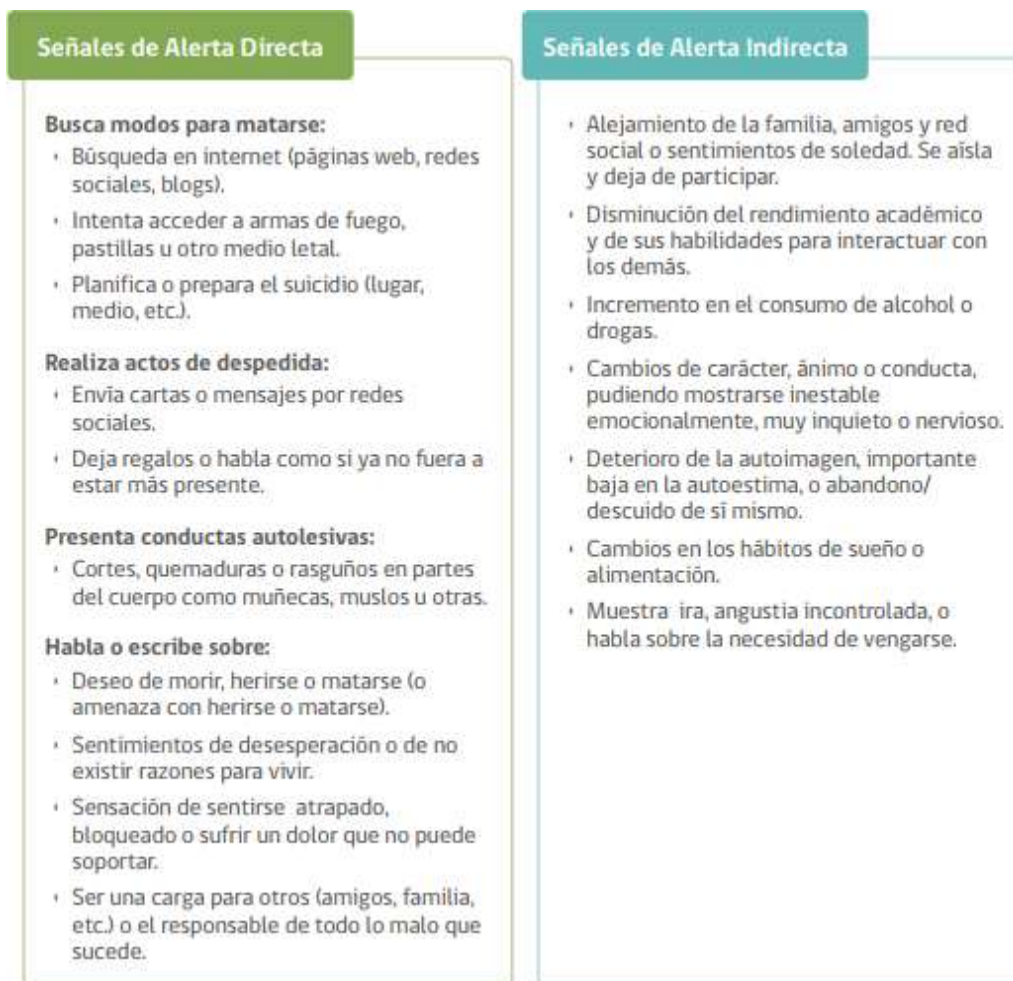 Señales de Alerta Directa
Busca modos para matarse:
· Búsqueda en internet (páginas web, redes
sociales, blogs).
· Intenta acceder a armas de fuego,
pastillas u otro medio letal.
· Planifica o prepara el suicidio (lugar,
medio, etc.).
Realiza actos de despedida:
· Envía cartas o mensajes por redes
sociales.
· Deja regalos o habla como si ya no fuera a
estar más presente.
Presenta conductas autolesivas:
· Cortes, quemaduras o rasguños en partes
del cuerpo como muñecas, muslos u otras.
Habla o escribe sobre:
· Deseo de morir, herirse o matarse (o
amenaza con herirse o matarse).
· Sentimientos de desesperación o de no
existir razones para vivir.
· Sensación de sentirse atrapado,
bloqueado o sufrir un dolor que no puede
soportar.
· Ser una carga para otros (amigos, familia,
etc.) o el responsable de todo lo malo que
sucede.
Señales de Alerta Indirecta
· Alejamiento de la familia, amigos y red
social o sentimientos de soledad. Se aísla
y deja de participar.
· Disminución del rendimiento académico
y de sus habilidades para interactuar con
los demás.
· Incremento en el consumo de alcohol o
drogas.
· Cambios de carácter, ánimo o conducta,
pudiendo mostrarse inestable
emocionalmente, muy inquieto o nervioso.
· Deterioro de la autoimagen, importante
baja en la autoestima, o abandono/
descuido de sí mismo.
· Cambios en los hábitos de sueño o
alimentación.
· Muestra ira, angustia incontrolada, o
habla sobre la necesidad de vengarse.